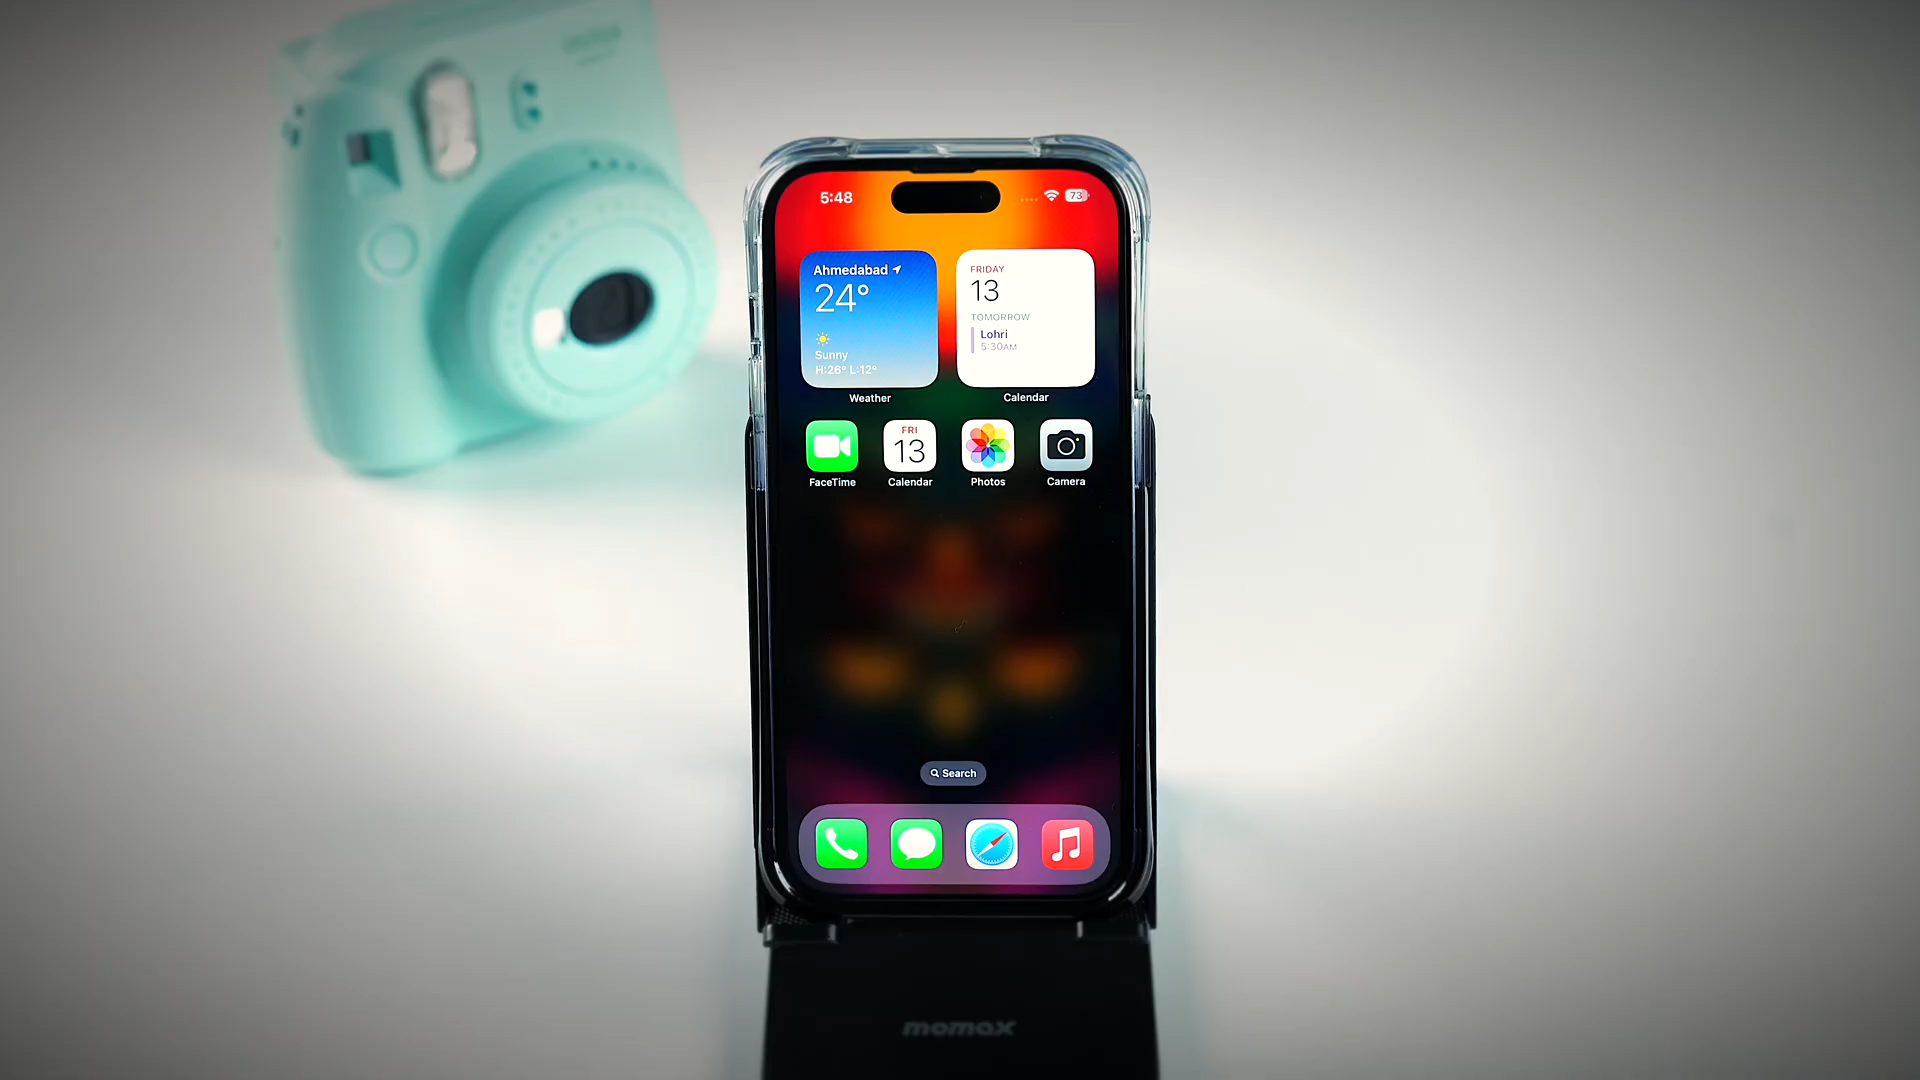 5:48
73
Ahmedabad
24°
Sunny
H:26° L:12°
Weather
FRIDAY
13
TOMORROW
Lohri
5:30AM
Calendar
FaceTime
FRI
13
Calendar
Photos
Camera
Search
momax